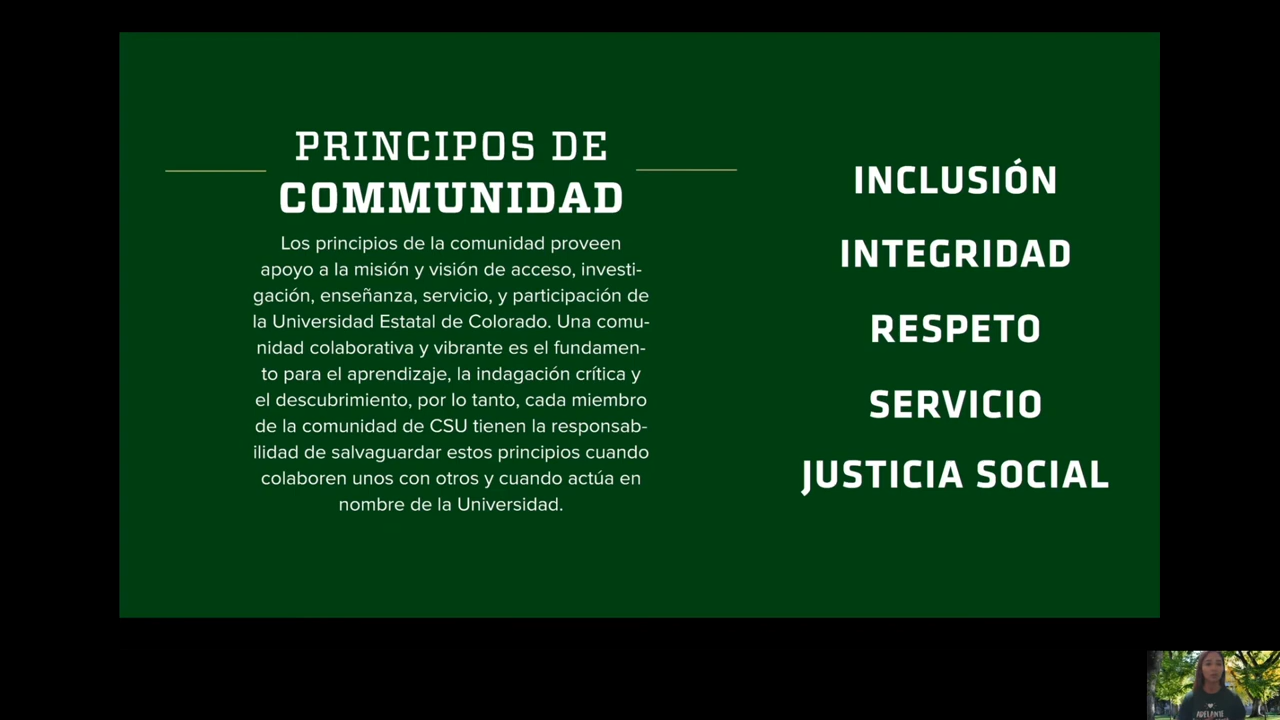 PRINCIPOS DE
COMMUNIDAD
Los principios de la comunidad proveen
apoyo a la misión y visión de acceso, investi-
gación, enseñanza, servicio, y participación de
la Universidad Estatal de Colorado. Una comu-
nidad colaborativa y vibrante es el fundamen-
to para el aprendizaje, la indagación crítica y
el descubrimiento, por lo tanto, cada miembro
de la comunidad de CSU tienen la responsab-
ilidad de salvaguardar estos principios cuando
colaboren unos con otros y cuando actúa en
nombre de la Universidad.
INCLUSIÓN
INTEGRIDAD
RESPETO
SERVICIO
JUSTICIA SOCIAL
ADELANTE